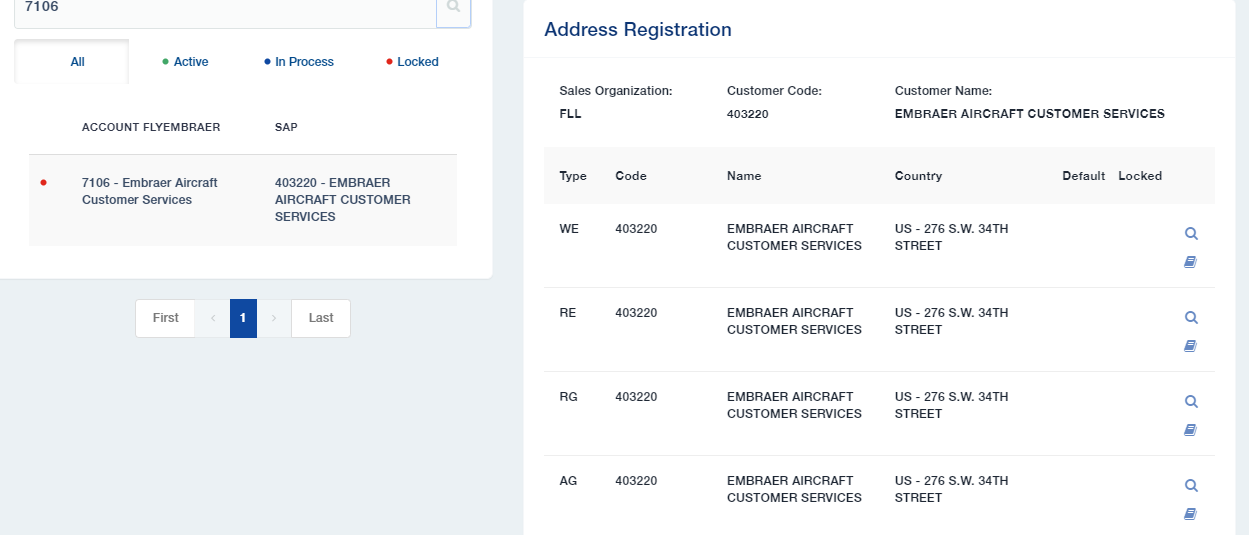 7106
All
Active
In Process
Locked
ACCOUNT FLYEMBRAER
SAP
7106 - Embraer Aircraft
Customer Services
403220 - EMBRAER
AIRCRAFT CUSTOMER
SERVICES
First
‹
1
›
Last
Address Registration
Sales Organization:
FLL
Customer Code:
403220
Customer Name:
EMBRAER AIRCRAFT CUSTOMER SERVICES
Type Code Name Country Default Locked
WE 403220 EMBRAER AIRCRAFT US - 276 S.W. 34TH
CUSTOMER SERVICES STREET
RE 403220 EMBRAER AIRCRAFT US - 276 S.W. 34TH
CUSTOMER SERVICES STREET
RG 403220 EMBRAER AIRCRAFT US - 276 S.W. 34TH
CUSTOMER SERVICES STREET
AG 403220 EMBRAER AIRCRAFT US - 276 S.W. 34TH
CUSTOMER SERVICES STREET